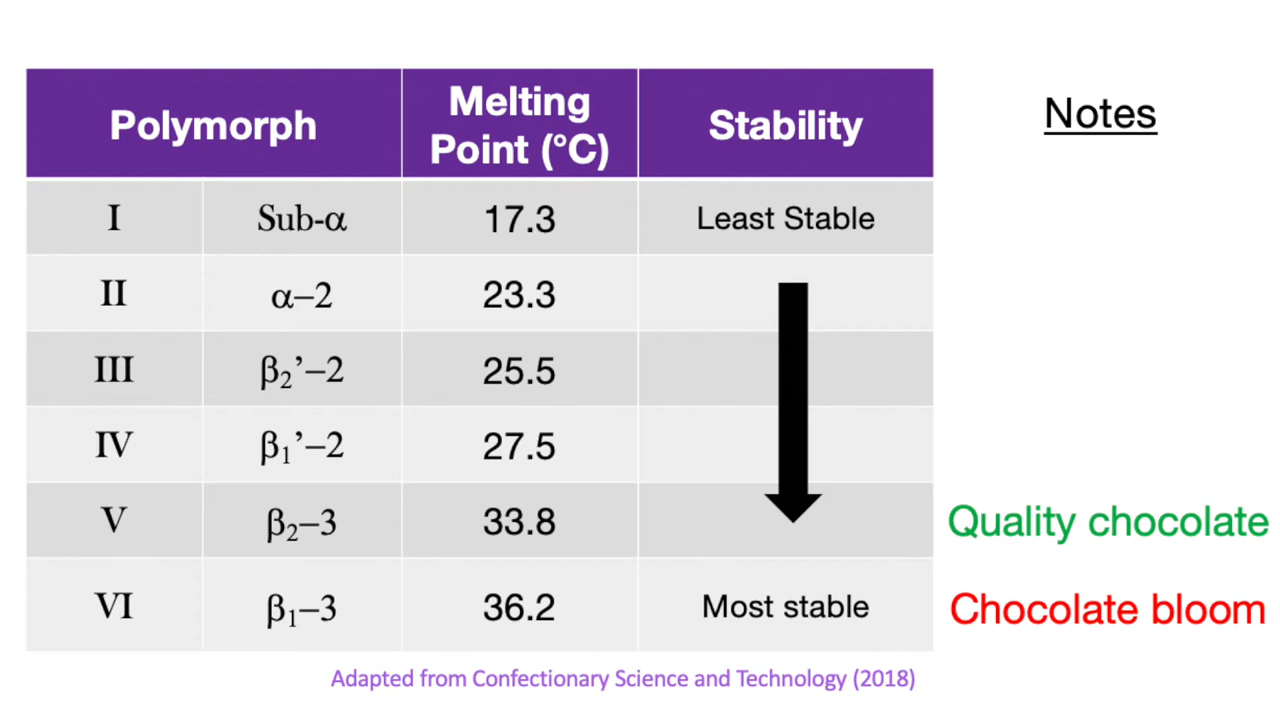 Polymorph Melting Point (°C) Stability Notes
I Sub-α 17.3 Least Stable
II α–2 23.3
III β₂’–2 25.5
IV β₁’–2 27.5
V β₂–3 33.8 Quality chocolate
VI β₁–3 36.2 Most stable Chocolate bloom
Adapted from Confectionary Science and Technology (2018)